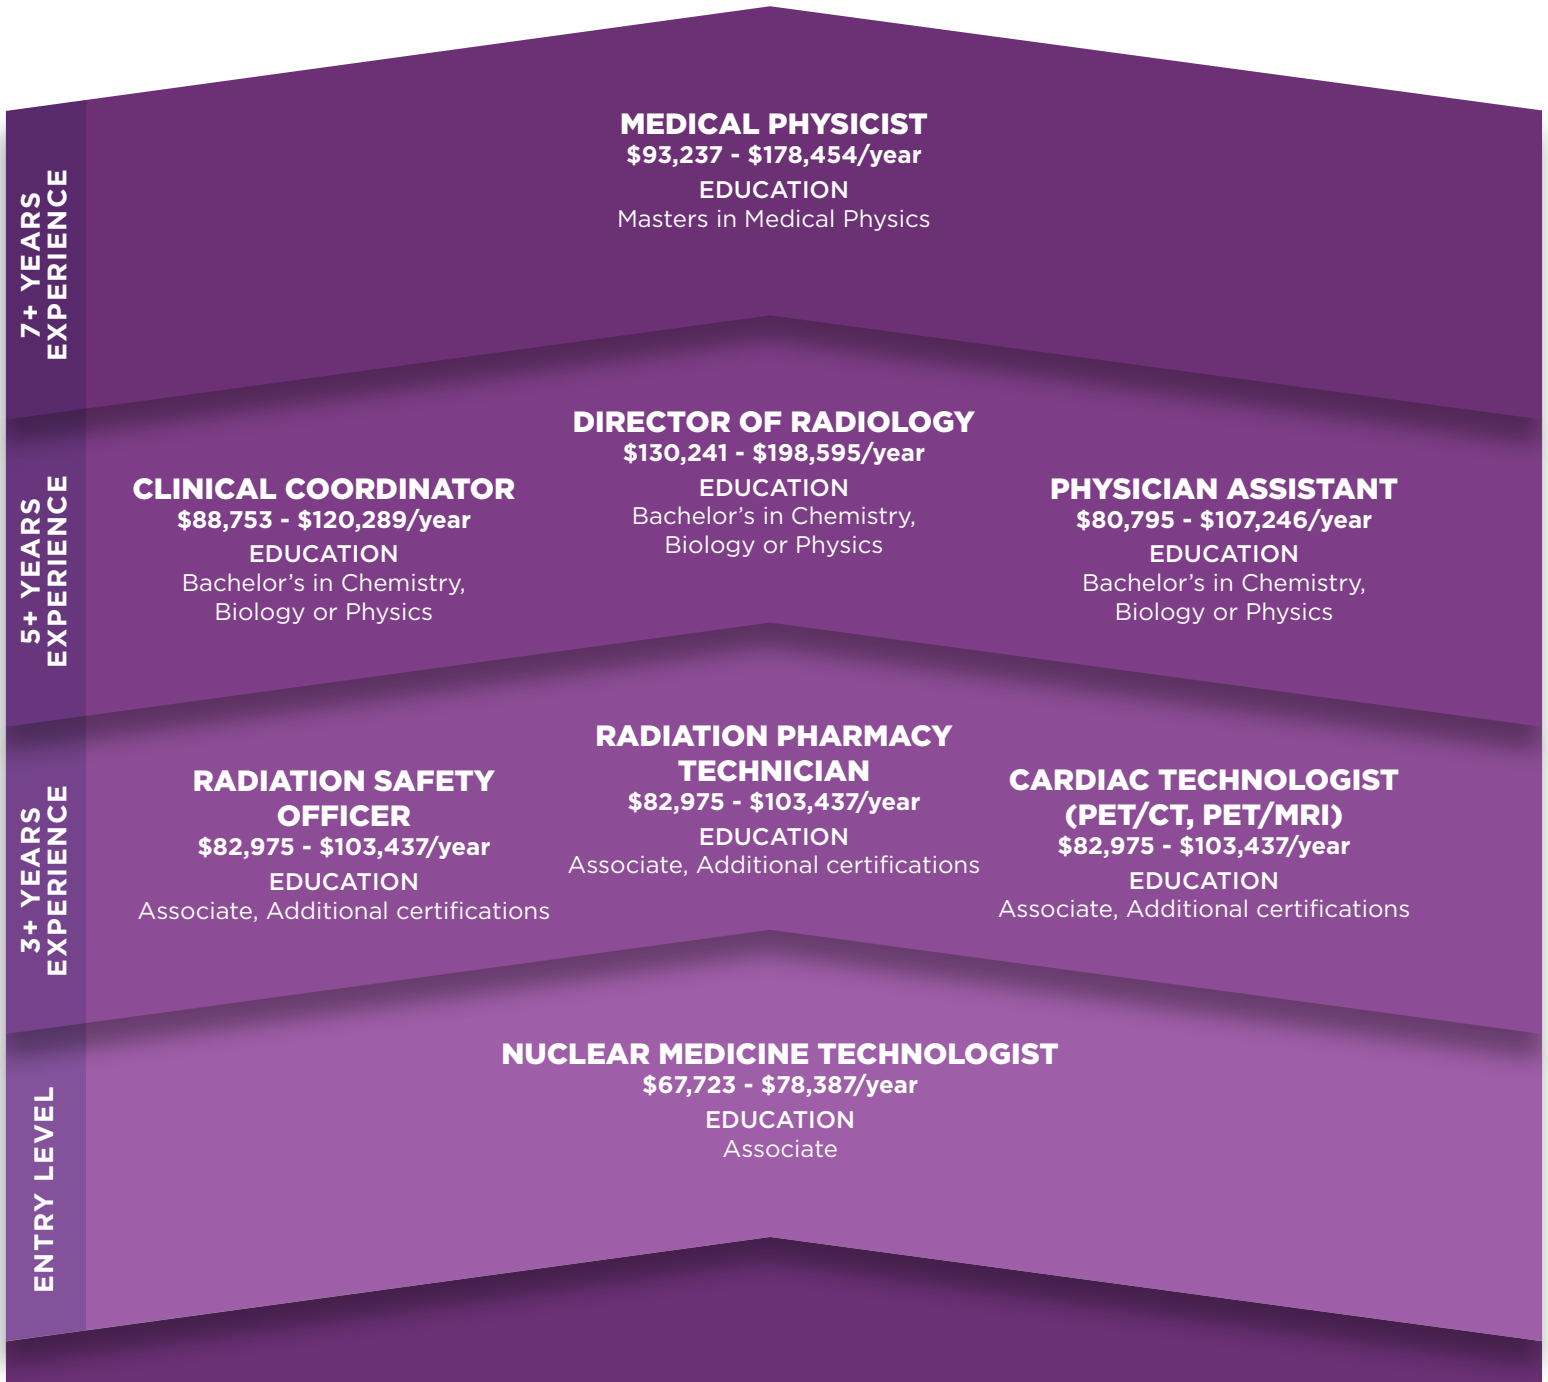 7+ YEARS
EXPERIENCE
MEDICAL PHYSICIST
$93,237 - $178,454/year
EDUCATION
Masters in Medical Physics
5+ YEARS
EXPERIENCE
CLINICAL COORDINATOR
$88,753 - $120,289/year
EDUCATION
Bachelor’s in Chemistry,
Biology or Physics
DIRECTOR OF RADIOLOGY
$130,241 - $198,595/year
EDUCATION
Bachelor’s in Chemistry,
Biology or Physics
PHYSICIAN ASSISTANT
$80,795 - $107,246/year
EDUCATION
Bachelor’s in Chemistry,
Biology or Physics
3+ YEARS
EXPERIENCE
RADIATION SAFETY
OFFICER
$82,975 - $103,437/year
EDUCATION
Associate, Additional certifications
RADIATION PHARMACY
TECHNICIAN
$82,975 - $103,437/year
EDUCATION
Associate, Additional certifications
CARDIAC TECHNOLOGIST
(PET/CT, PET/MRI)
$82,975 - $103,437/year
EDUCATION
Associate, Additional certifications
ENTRY LEVEL
NUCLEAR MEDICINE TECHNOLOGIST
$67,723 - $78,387/year
EDUCATION
Associate